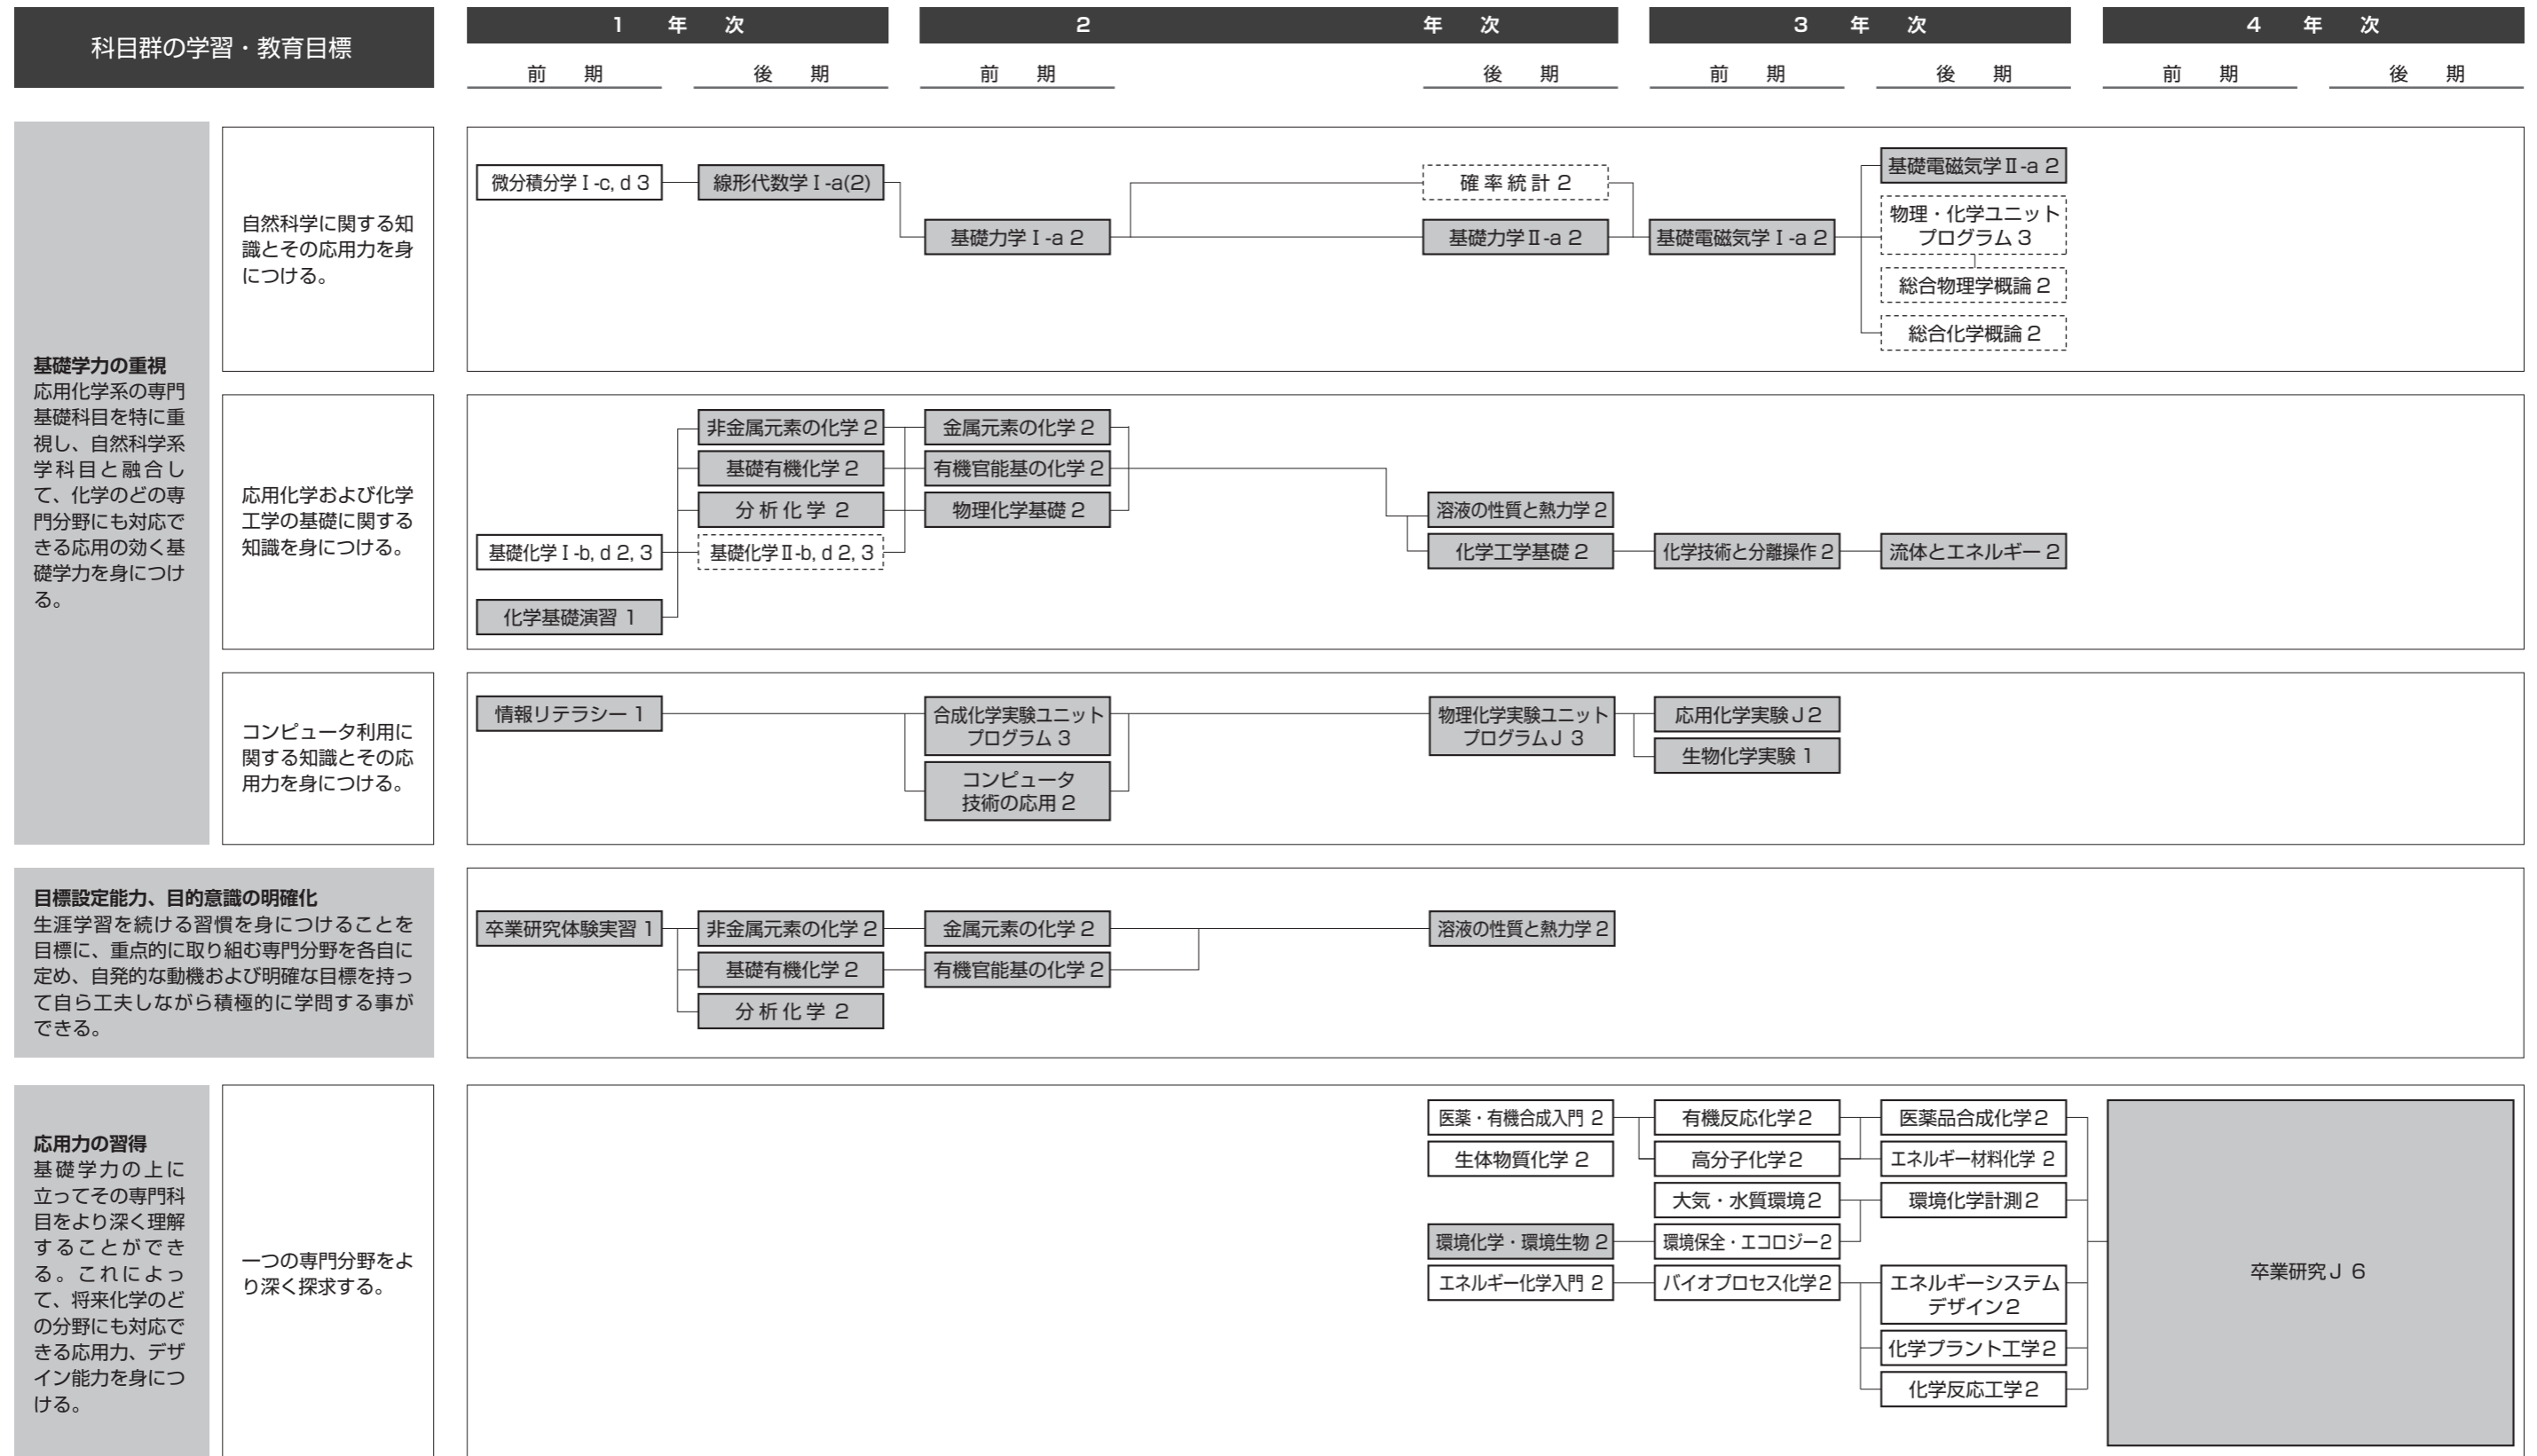 科目群の学習・教育目標
1 年 次
2 年 次
3 年 次
4 年 次
前 期
後 期
前 期
後 期
前 期
後 期
前 期
後 期
基礎学力の重視
応用化学系の専門
基礎科目を特に重
視し、自然科学系
学科目と融合し
て、化学のどの専
門分野にも対応で
きる応用の効く基
礎学力を身につけ
る。
自然科学に関する知
識とその応用力を身
につける。
微分積分学Ⅰ-c, d 3
線形代数学Ⅰ-a(2)
基礎力学Ⅰ-a 2
確率統計 2
基礎力学Ⅱ-a 2
基礎電磁気学Ⅰ-a 2
基礎電磁気学Ⅱ-a 2
物理・化学ユニット
プログラム 3
総合物理学概論 2
総合化学概論 2
応用化学および化学
工学の基礎に関する
知識を身につける。
基礎化学Ⅰ-b, d 2, 3
化学基礎演習 1
非金属元素の化学 2
基礎有機化学 2
分析化学 2
基礎化学Ⅱ-b, d 2, 3
金属元素の化学 2
有機官能基の化学 2
物理化学基礎 2
溶液の性質と熱力学 2
化学工学基礎 2
化学技術と分離操作 2
流体とエネルギー 2
コンピュータ利用に
関する知識とその応
用力を身につける。
情報リテラシー 1
合成化学実験ユニット
プログラム 3
コンピュータ
技術の応用 2
物理化学実験ユニット
プログラムJ 3
応用化学実験J 2
生物化学実験 1
目標設定能力、目的意識の明確化
生涯学習を続ける習慣を身につけることを
目標に、重点的に取り組む専門分野を各自に
定め、自発的な動機および明確な目標を持っ
て自ら工夫しながら積極的に学問する事が
できる。
卒業研究体験実習 1
非金属元素の化学 2
基礎有機化学 2
分析化学 2
金属元素の化学 2
有機官能基の化学 2
溶液の性質と熱力学 2
応用力の習得
基礎学力の上に
立ってその専門科
目をより深く理解
することができ
る。これによっ
て、将来化学のど
の分野にも対応で
きる応用力、デザ
イン能力を身につ
ける。
一つの専門分野をよ
り深く探求する。
医薬・有機合成入門 2
生体物質化学 2
環境化学・環境生物 2
エネルギー化学入門 2
有機反応化学2
高分子化学2
大気・水質環境2
環境保全・エコロジー2
バイオプロセス化学2
医薬品合成化学2
エネルギー材料化学 2
環境化学計測2
エネルギーシステム
デザイン2
化学プラント工学2
化学反応工学2
卒業研究J 6